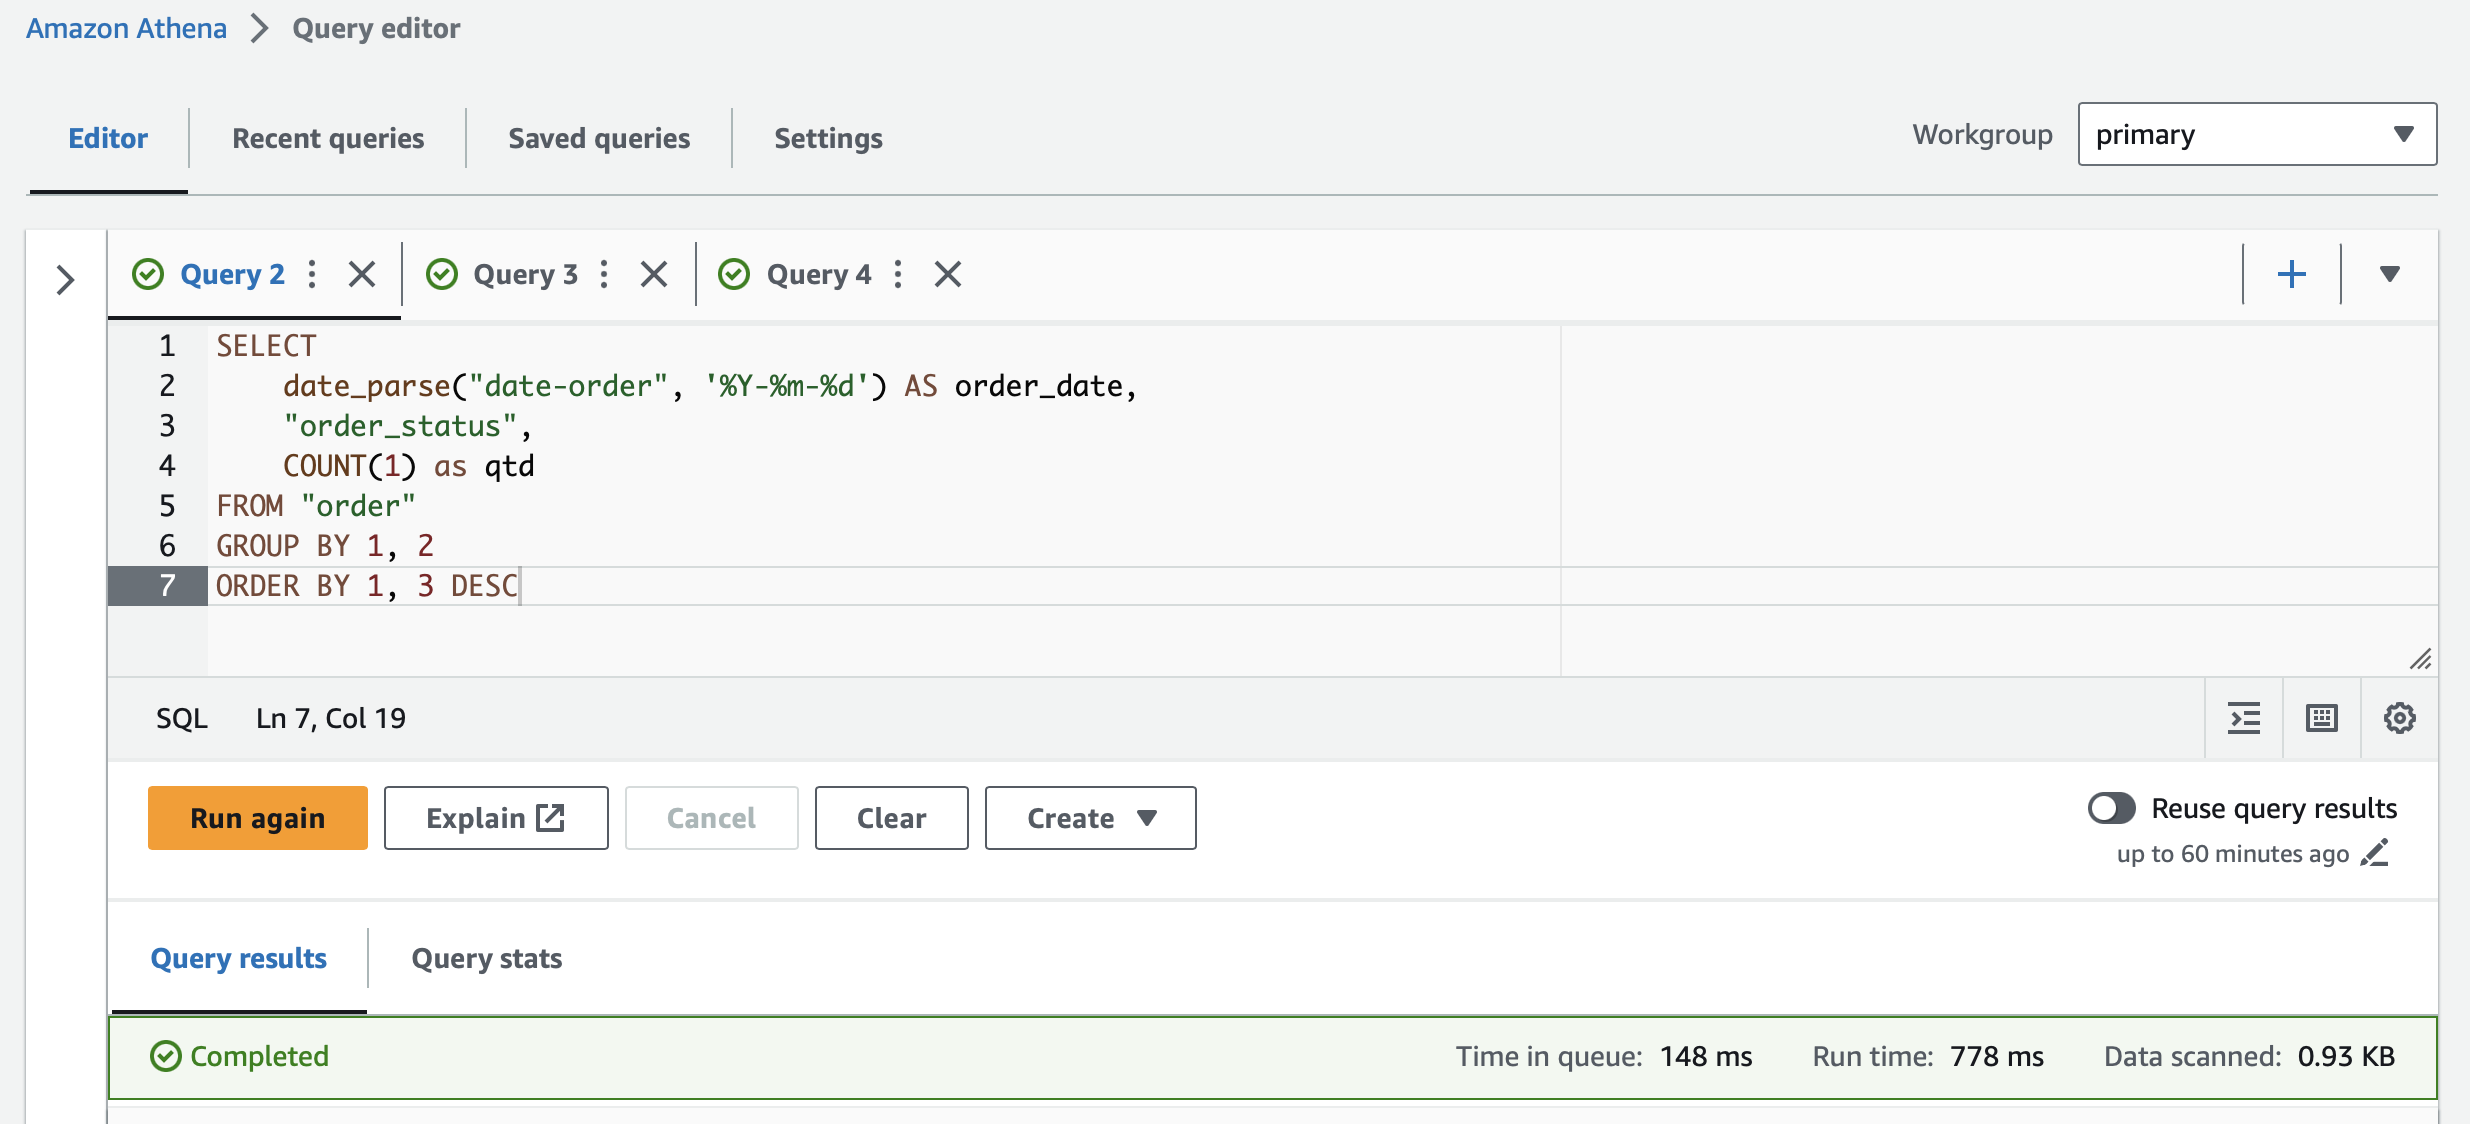 Amazon Athena > Query editor
Editor Recent queries Saved queries Settings Workgroup primary
Query 2 Query 3 Query 4
1 SELECT
2 date_parse("date-order", '%Y-%m-%d') AS order_date,
3 "order_status",
4 COUNT(1) as qtd
5 FROM "order"
6 GROUP BY 1, 2
7 ORDER BY 1, 3 DESC
SQL Ln 7, Col 19
Run again Explain Cancel Clear Create Reuse query results
up to 60 minutes ago
Query results Query stats
Completed Time in queue: 148 ms Run time: 778 ms Data scanned: 0.93 KB